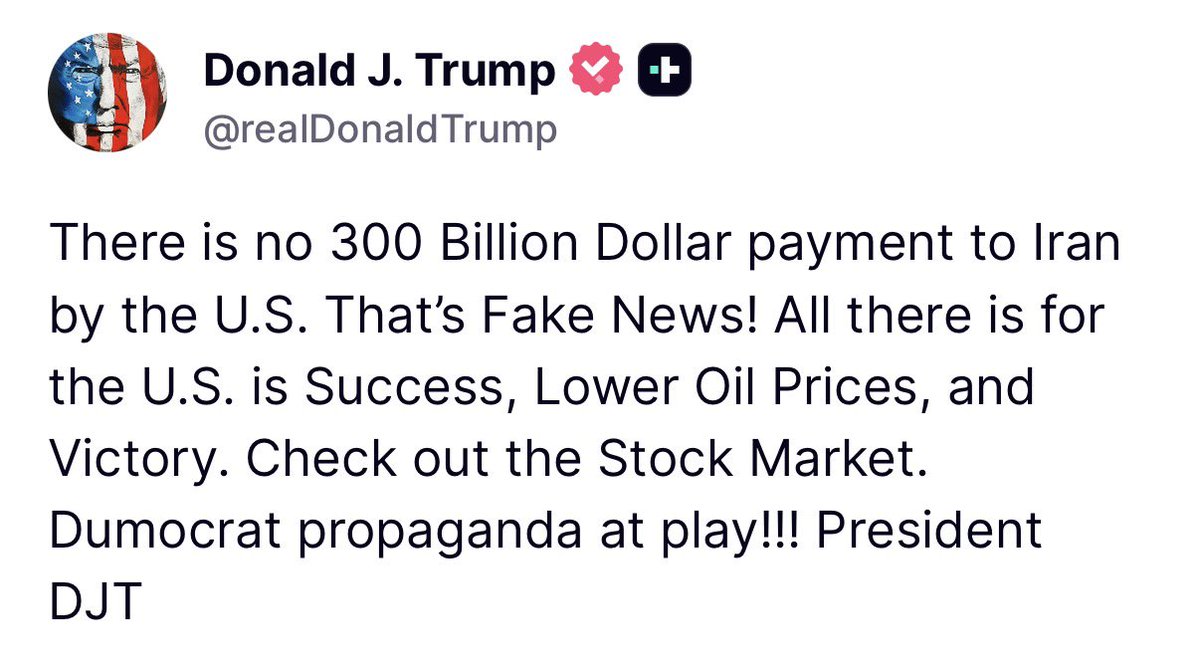 Donald J. Trump
@realDonaldTrump
There is no 300 Billion Dollar payment to Iran
by the U.S. That’s Fake News! All there is for
the U.S. is Success, Lower Oil Prices, and
Victory. Check out the Stock Market.
Dumocrat propaganda at play!!! President
DJT